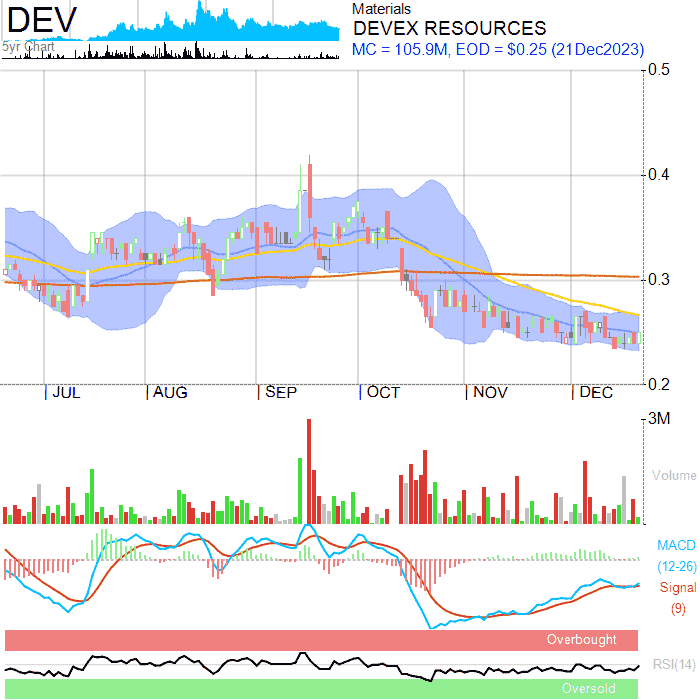 DEV
5yr Chart
Materials
DEVEX RESOURCES
MC = 105.9M, EOD = $0.25 (21Dec2023)
0.5
0.4
0.3
0.2
JUL
AUG
SEP
OCT
NOV
DEC
3M
Volume
MACD
(12-26)
Signal
(9)
Overbought
RSI(14)
Oversold